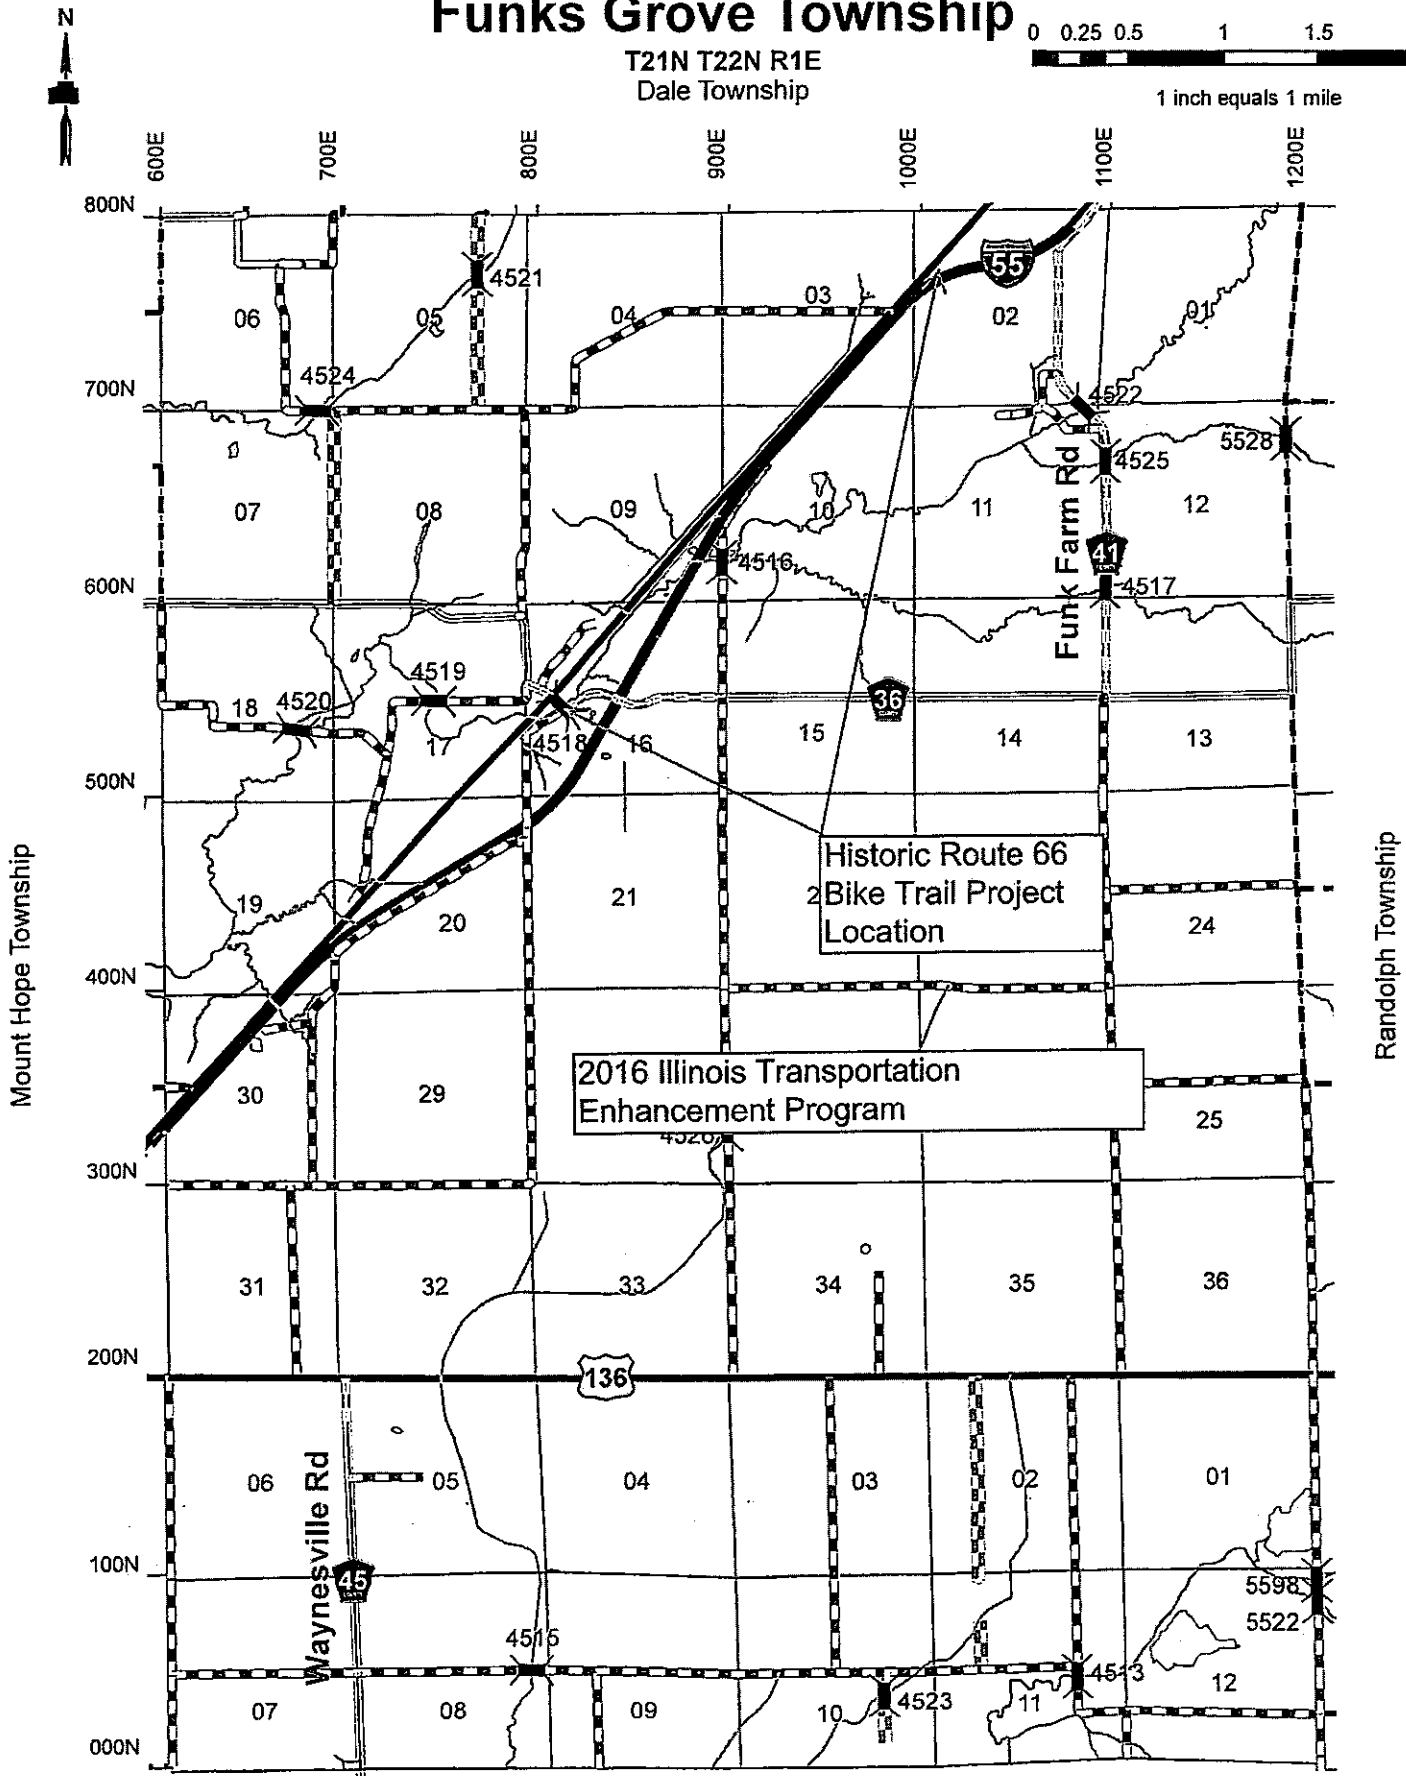 Funks Grove Township
N
T21N T22N R1E
Dale Township
0 0.25 0.5 1 1.5
1 inch equals 1 mile
600E 700E 800E 900E 1000E 1100E 1200E
800N
55
4521
03
06 05 04 02 01
4524
700N
4522
5528
4525
Funk Farm Rd
07 08 09 10 11 12
41
4516
600N
4517
4519
18 4520
36
17 4518 16 15 14 13
500N
Mount Hope Township
Randolph Township
Historic Route 66
Bike Trail Project
Location
19 20 21 2 24
400N
2016 Illinois Transportation
Enhancement Program
30 29 25
300N
31 32 33 34 35 36
200N
136
Waynesville Rd
06 05 04 03 02 01
100N
45
5598
5522
4515
4513
07 08 09 10 4523 11 12
000N